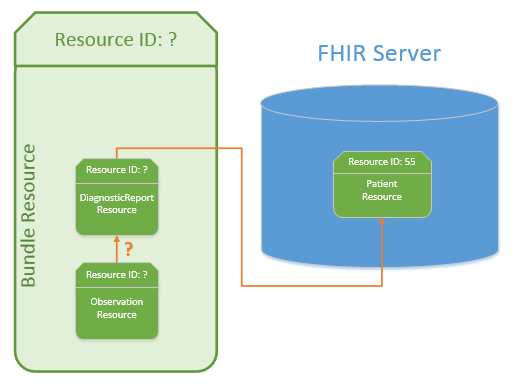 Resource ID: ?
FHIR Server
Bundle Resource
Resource ID: ?
DiagnosticReport
Resource
?
Resource ID: ?
Observation
Resource
Resource ID: 55
Patient
Resource